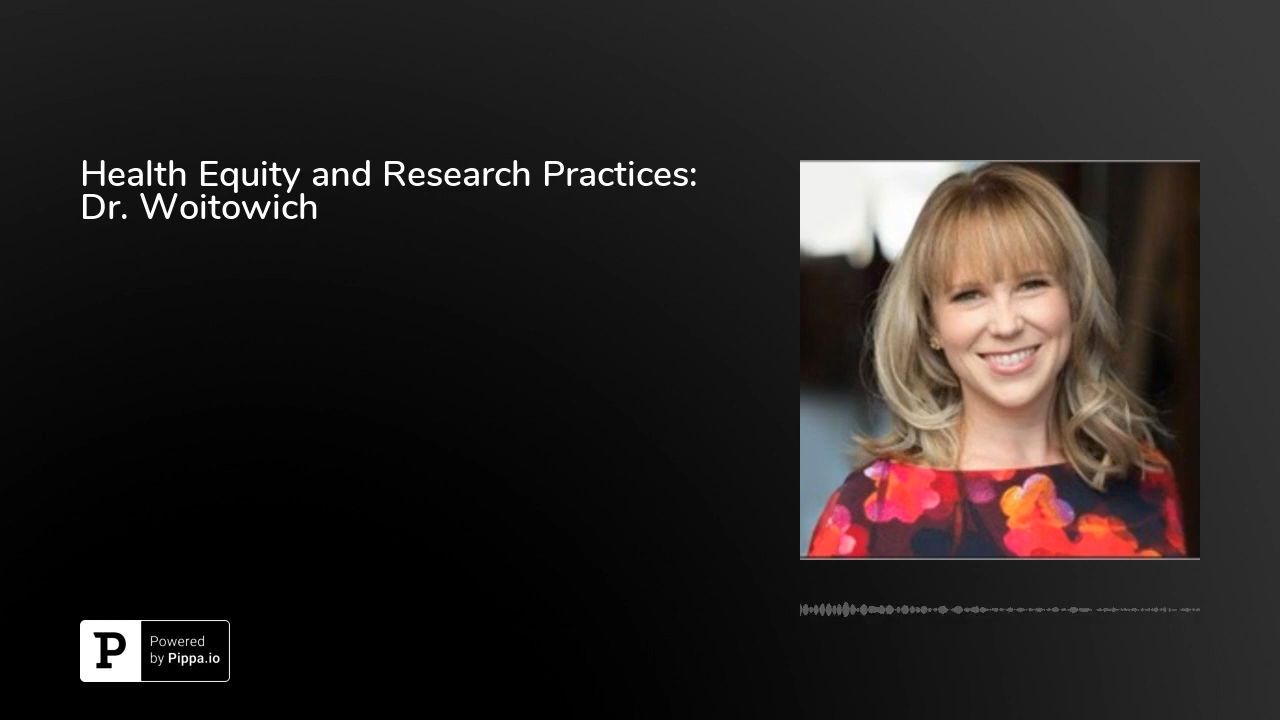 Health Equity and Research Practices:
Dr. Woitowich
P
Powered
by Pippa.io